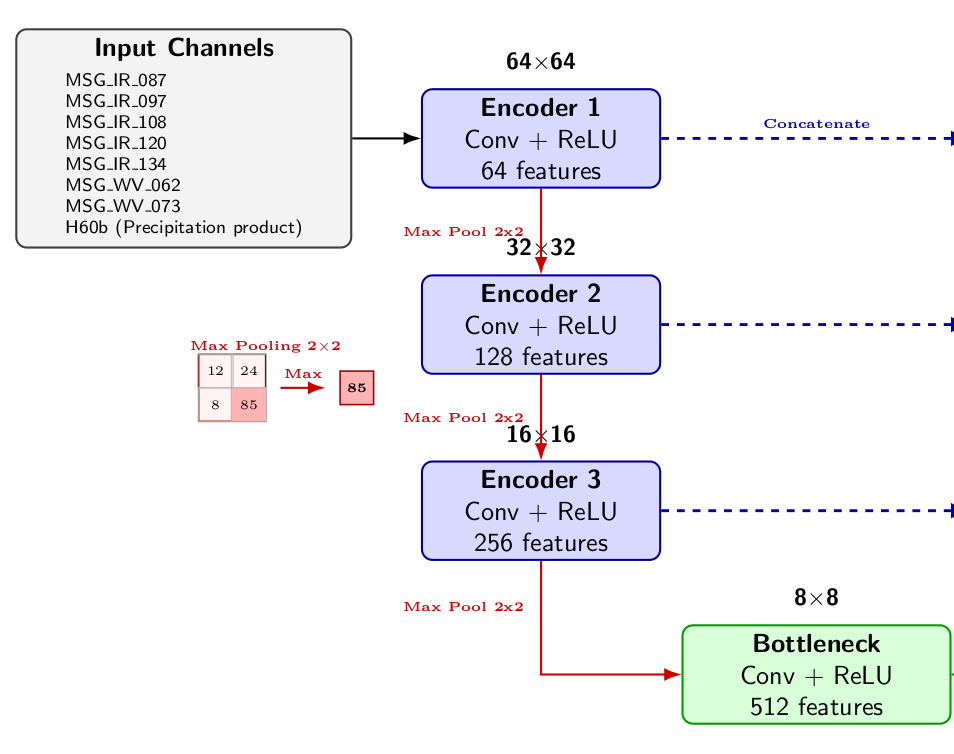 Input Channels
MSG_IR_087
MSG_IR_097
MSG_IR_108
MSG_IR_120
MSG_IR_134
MSG_WV_062
MSG_WV_073
H60b (Precipitation product)
64×64
Encoder 1
Conv + ReLU
64 features
Concatenate
Max Pool 2x2
32×32
Encoder 2
Conv + ReLU
128 features
Max Pooling 2×2
12 24
8 85
Max
85
Max Pool 2x2
16×16
Encoder 3
Conv + ReLU
256 features
Max Pool 2x2
8×8
Bottleneck
Conv + ReLU
512 features